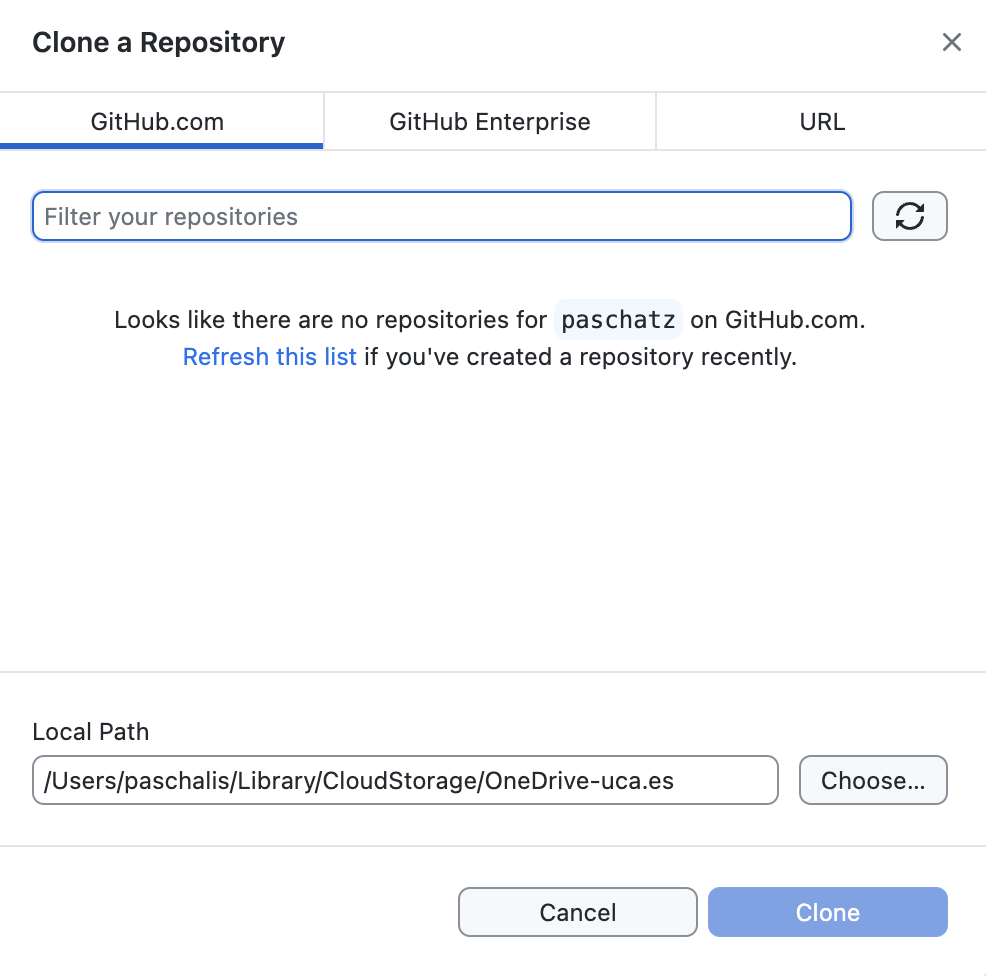 Clone a Repository
GitHub.com
GitHub Enterprise
URL
Filter your repositories
Looks like there are no repositories for paschatz on GitHub.com.
Refresh this list if you've created a repository recently.
Local Path
/Users/paschalis/Library/CloudStorage/OneDrive-uca.es
Choose...
Cancel
Clone